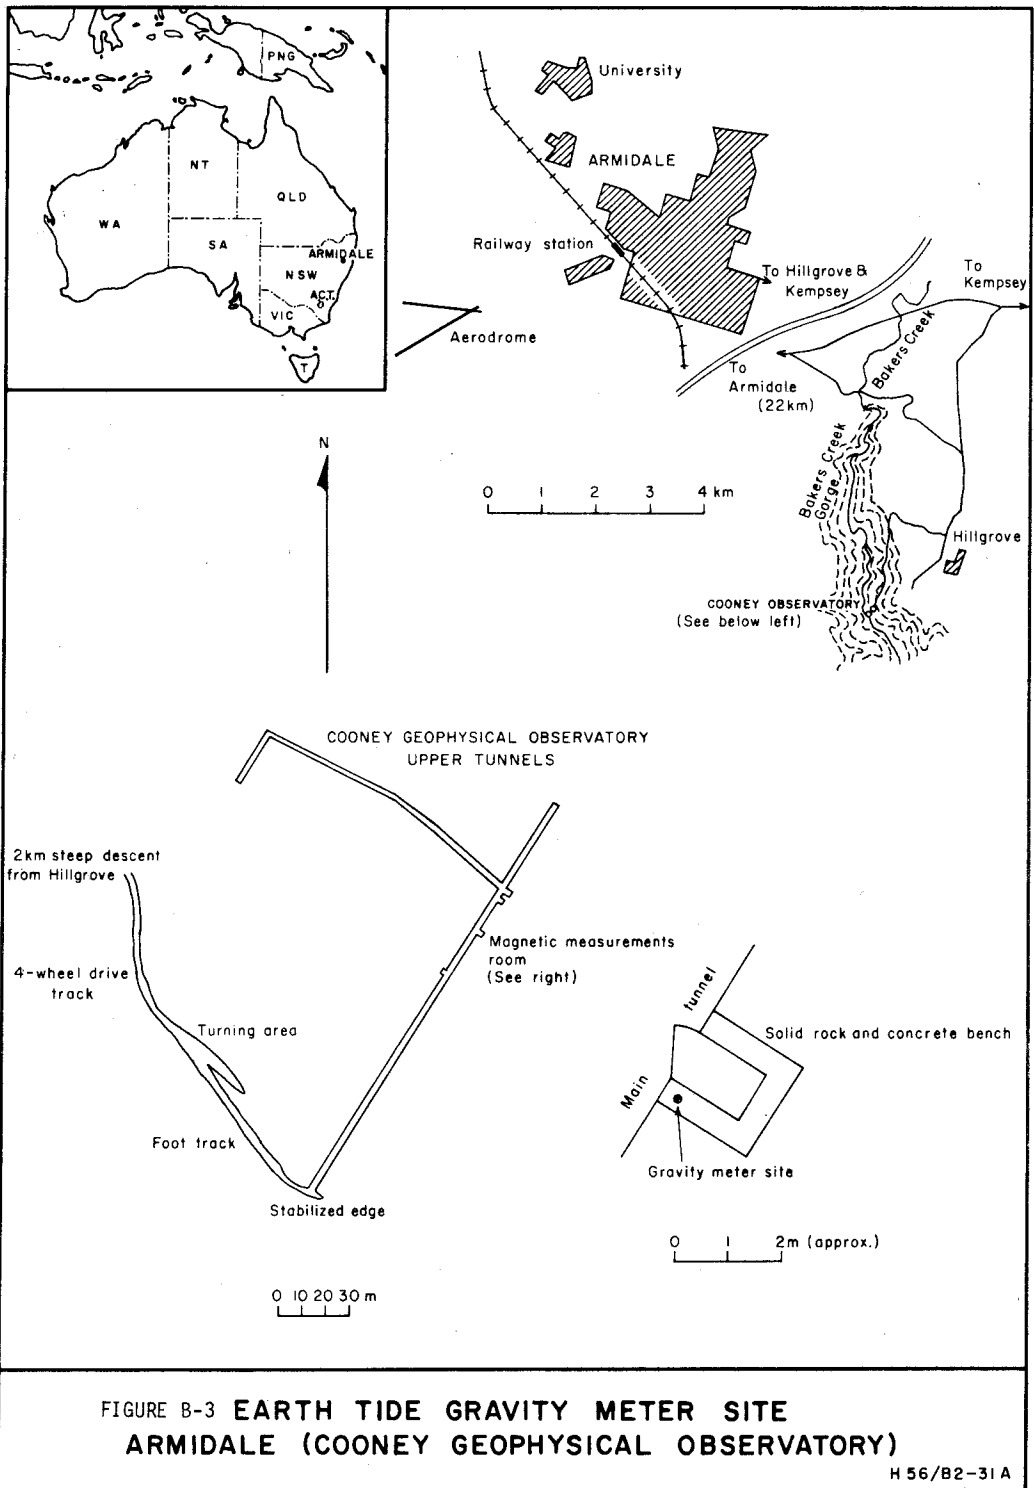 PNG
NT
QLD
WA
SA
ARMIDALE
NSW
A.C.T.
VIC
T
University
ARMIDALE
Railway station
To Hillgrove &
Kempsey
To
Kempsey
Aerodrome
Bakers Creek
To
Armidale
(22km)
Bakers Creek
Gorge
Hillgrove
COONEY OBSERVATORY
(See below left)
N
0 1 2 3 4 km
COONEY GEOPHYSICAL OBSERVATORY
UPPER TUNNELS
2km steep descent
from Hillgrove
4-wheel drive
track
Turning area
Foot track
Stabilized edge
Magnetic measurements
room
(See right)
0 10 20 30 m
Main
tunnel
Solid rock and concrete bench
Gravity meter site
0 1 2m (approx.)
FIGURE B-3 EARTH TIDE GRAVITY METER SITE
ARMIDALE (COONEY GEOPHYSICAL OBSERVATORY)
H 56/B2-31A